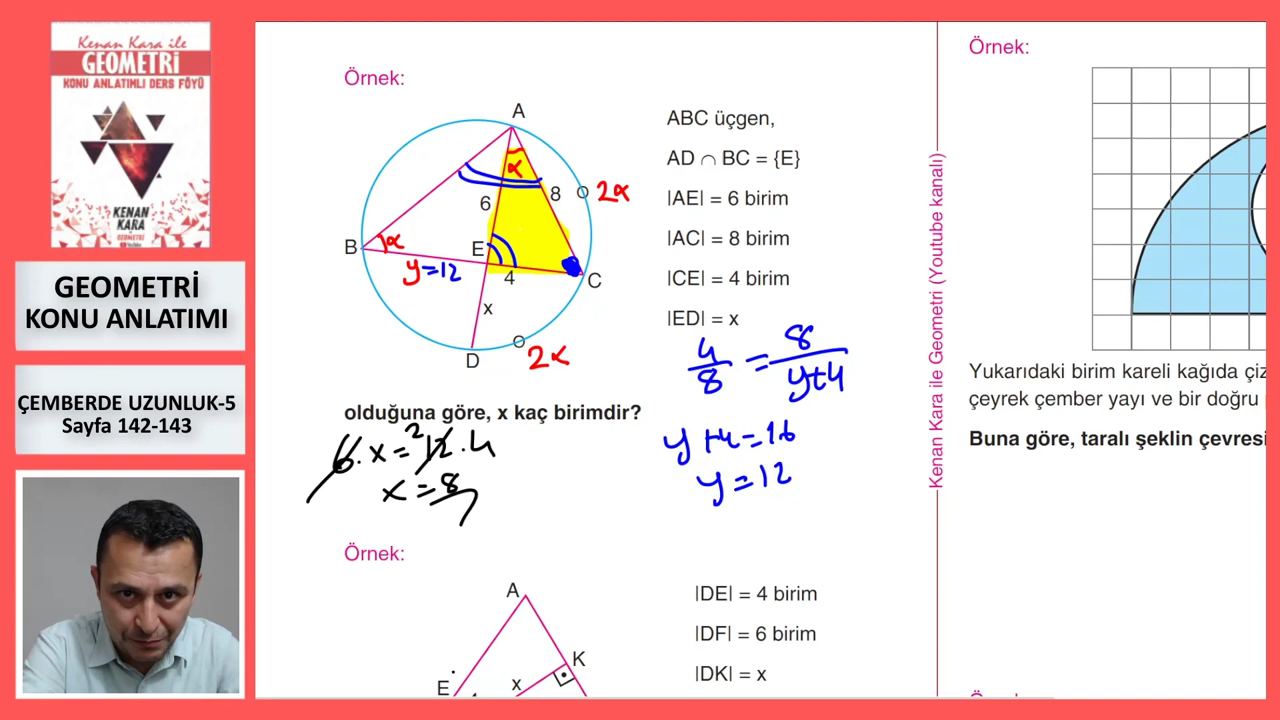 Kenan Kara ile
GEOMETRİ
KONU ANLATIMLI DERS FÖYÜ
KENAN
KARA
GEOMETRİ
KONU ANLATIMI
ÇEMBERDE UZUNLUK-5
Sayfa 142-143
Örnek:
A
α
8
2α
6
B
α
E
y=12
4
C
x
D
2α
ABC üçgen,
AD ∩ BC = {E}
|AE| = 6 birim
|AC| = 8 birim
|CE| = 4 birim
|ED| = x
4/8 = 8/y+4
y+4=16
y=12
olduğuna göre, x kaç birimdir?
6.x=12.4
2
x=8
Örnek:
A
K
E
x
|DE| = 4 birim
|DF| = 6 birim
|DK| = x
Kenan Kara ile Geometri (Youtube kanalı)
Örnek:
Yukarıdaki birim kareli kağıda çiz
çeyrek çember yayı ve bir doğru
Buna göre, taralı şeklin çevresi